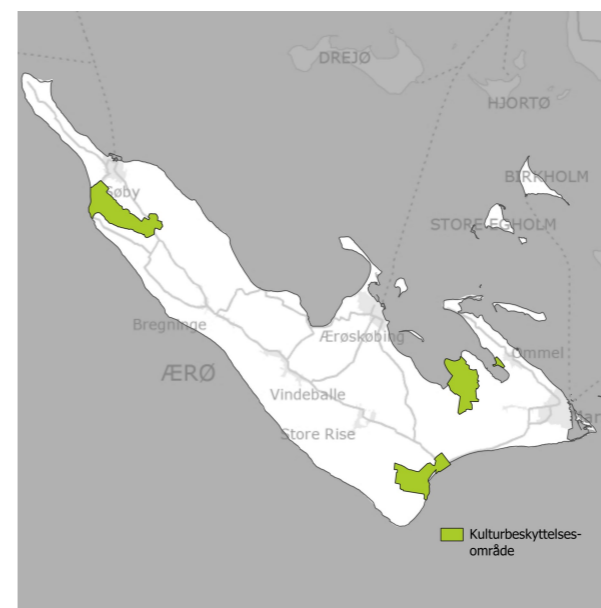 DREJØ
HJORTØ
BIRKHOLM
Søby
STORE EGHOLM
Bregninge
Ærøskøbing
Ommel
ÆRØ
Vindeballe
Store Rise
Kulturbeskyttelses-
område